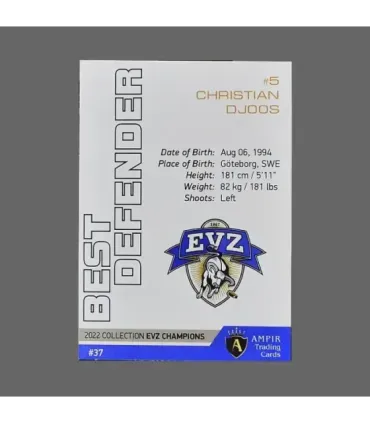 BEST
DEFENDER
#5
CHRISTIAN
DJOOS
Date of Birth: Aug 06, 1994
Place of Birth: Göteborg, SWE
Height: 181 cm / 5'11"
Weight: 82 kg / 181 lbs
Shoots: Left
1967
EVZ
2022 COLLECTION EVZ CHAMPIONS
#37
A
AMPIR
Trading
Cards